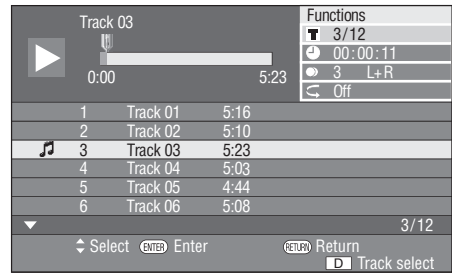 Track 03
0:00 5:23
Functions
T 3/12
00:00:11
3 L+R
Off
1 Track 01 5:16
2 Track 02 5:10
3 Track 03 5:23
4 Track 04 5:03
5 Track 05 4:44
6 Track 06 5:08
3/12
Select ENTER Enter RETURN Return
D Track select